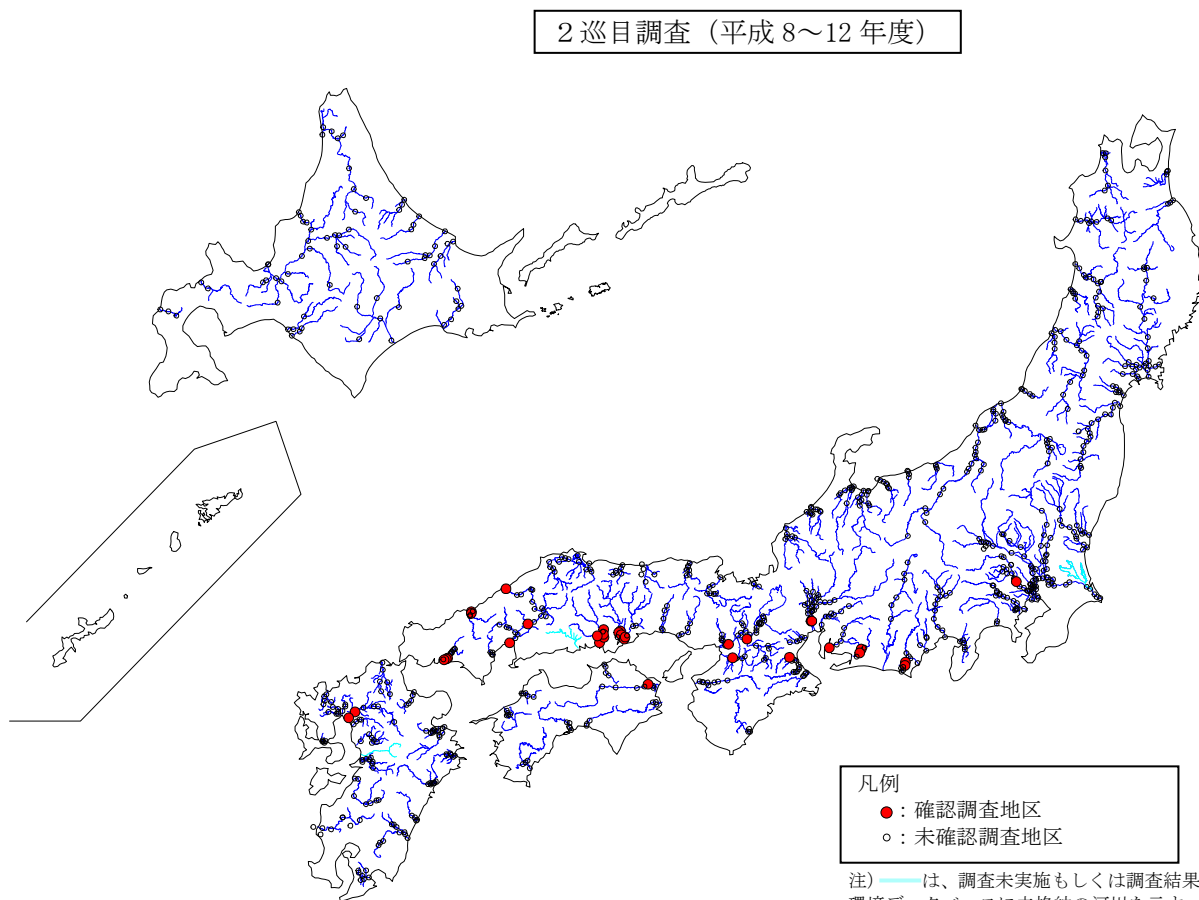 ２巡目調査（平成 8～12 年度）
凡例
●：確認調査地区
○：未確認調査地区
注） は、調査未実施もしくは調査結果